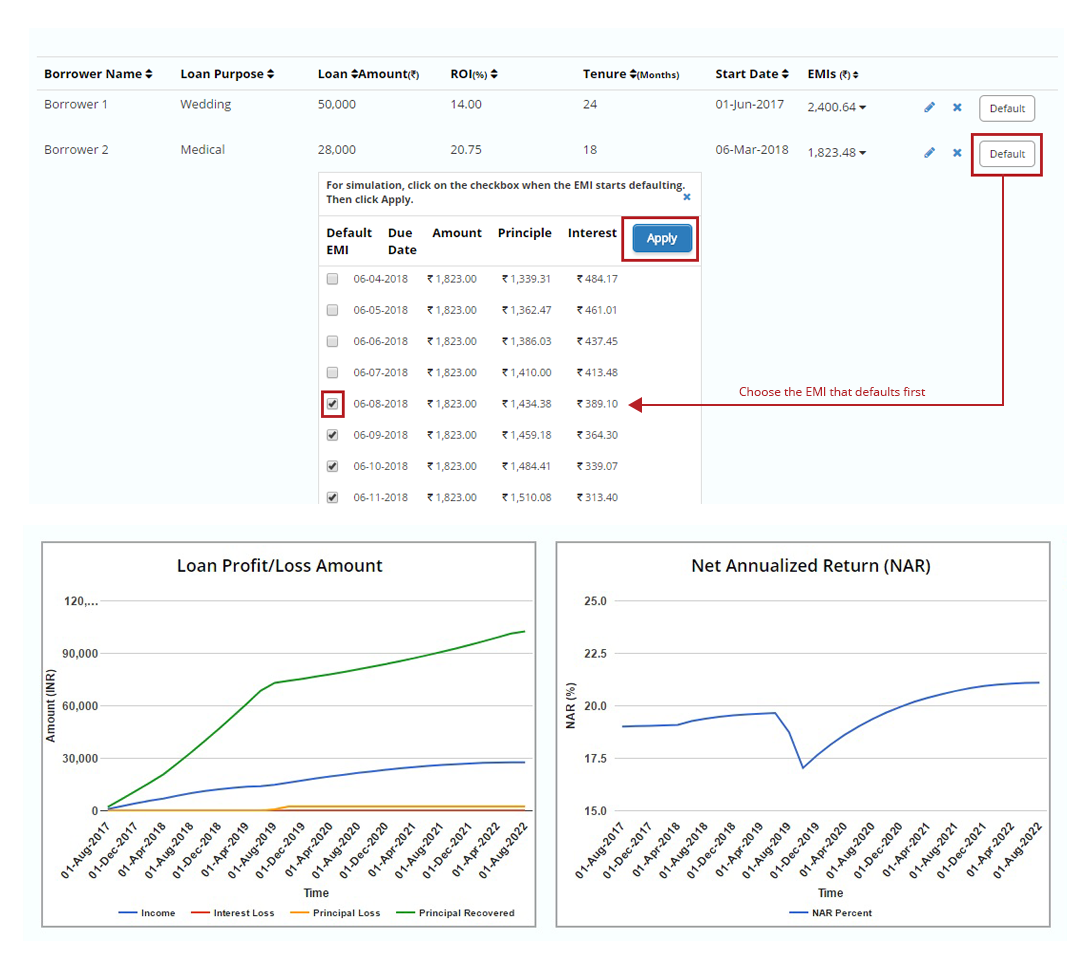 Borrower Name Loan Purpose Loan Amount(₹) ROI(%) Tenure (Months) Start Date EMIs (₹)
Borrower 1 Wedding 50,000 14.00 24 01-Jun-2017 2,400.64 Default
Borrower 2 Medical 28,000 20.75 18 06-Mar-2018 1,823.48 Default
For simulation, click on the checkbox when the EMI starts defaulting.
Then click Apply.
Default Due Amount Principle Interest Apply
EMI Date
06-04-2018 ₹ 1,823.00 ₹ 1,339.31 ₹ 484.17
06-05-2018 ₹ 1,823.00 ₹ 1,362.47 ₹ 461.01
06-06-2018 ₹ 1,823.00 ₹ 1,386.03 ₹ 437.45
06-07-2018 ₹ 1,823.00 ₹ 1,410.00 ₹ 413.48
Choose the EMI that defaults first
06-08-2018 ₹ 1,823.00 ₹ 1,434.38 ₹ 389.10
06-09-2018 ₹ 1,823.00 ₹ 1,459.18 ₹ 364.30
06-10-2018 ₹ 1,823.00 ₹ 1,484.41 ₹ 339.07
06-11-2018 ₹ 1,823.00 ₹ 1,510.08 ₹ 313.40
Loan Profit/Loss Amount
120,...
90,000
60,000
30,000
0
Amount (INR)
01-Aug-2017
01-Dec-2017
01-Apr-2018
01-Aug-2018
01-Dec-2018
01-Apr-2019
01-Aug-2019
01-Dec-2019
01-Apr-2020
01-Aug-2020
01-Dec-2020
01-Apr-2021
01-Aug-2021
01-Dec-2021
01-Apr-2022
01-Aug-2022
Time
Income Interest Loss Principal Loss Principal Recovered
Net Annualized Return (NAR)
25.0
22.5
20.0
17.5
15.0
NAR (%)
01-Aug-2017
01-Dec-2017
01-Apr-2018
01-Aug-2018
01-Dec-2018
01-Apr-2019
01-Aug-2019
01-Dec-2019
01-Apr-2020
01-Aug-2020
01-Dec-2020
01-Apr-2021
01-Aug-2021
01-Dec-2021
01-Apr-2022
01-Aug-2022
Time
NAR Percent